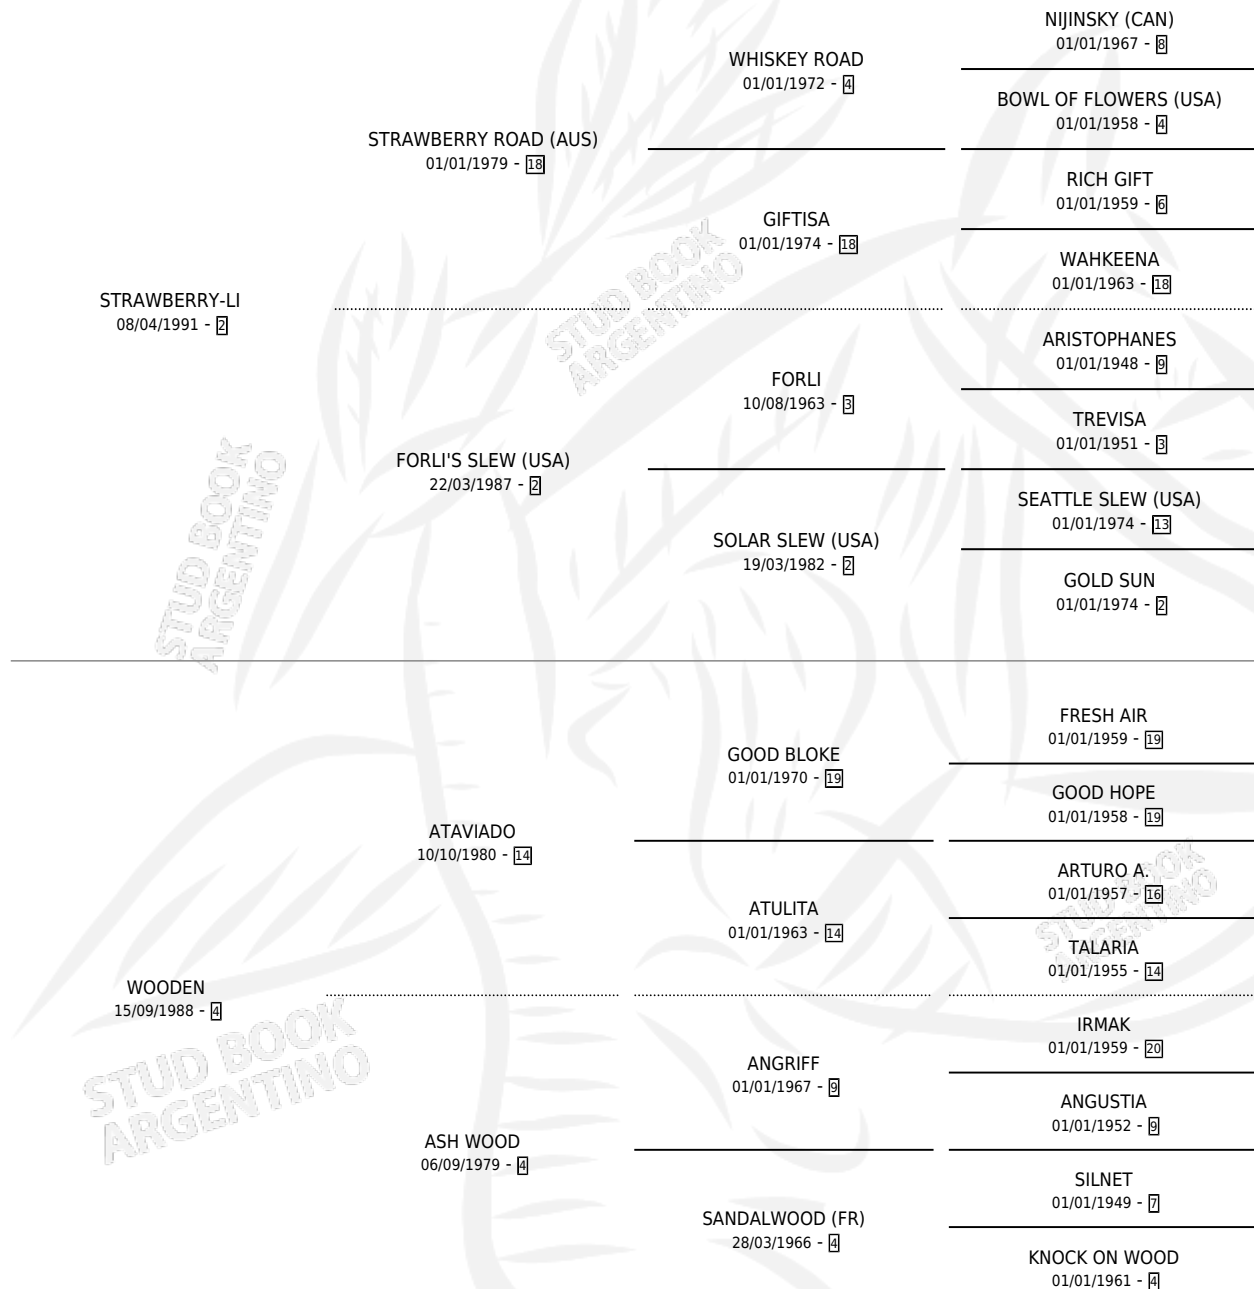 NIJINSKY (CAN)
01/01/1967 - 8
WHISKEY ROAD
01/01/1972 - 4
BOWL OF FLOWERS (USA)
01/01/1958 - 4
STRAWBERRY ROAD (AUS)
01/01/1979 - 18
RICH GIFT
01/01/1959 - 6
GIFTISA
01/01/1974 - 18
WAHKEENA
01/01/1963 - 18
STRAWBERRY-LI
08/04/1991 - 2
ARISTOPHANES
01/01/1948 - 9
FORLI
10/08/1963 - 3
TREVISA
01/01/1951 - 3
FORLI'S SLEW (USA)
22/03/1987 - 2
SEATTLE SLEW (USA)
01/01/1974 - 13
SOLAR SLEW (USA)
19/03/1982 - 2
GOLD SUN
01/01/1974 - 2
FRESH AIR
01/01/1959 - 19
GOOD BLOKE
01/01/1970 - 19
GOOD HOPE
01/01/1958 - 19
ATAVIADO
10/10/1980 - 14
ARTURO A.
01/01/1957 - 16
ATULITA
01/01/1963 - 14
TALARIA
01/01/1955 - 14
WOODEN
15/09/1988 - 4
IRMAK
01/01/1959 - 20
ANGRIFF
01/01/1967 - 9
ANGUSTIA
01/01/1952 - 9
ASH WOOD
06/09/1979 - 4
SILNET
01/01/1949 - 7
SANDALWOOD (FR)
28/03/1966 - 4
KNOCK ON WOOD
01/01/1961 - 4
STUD BOOK
ARGENTINO
STUD BOOK
ARGENTINO
STUD BOOK
ARGENTINO
STUD BOOK
ARGENTINO